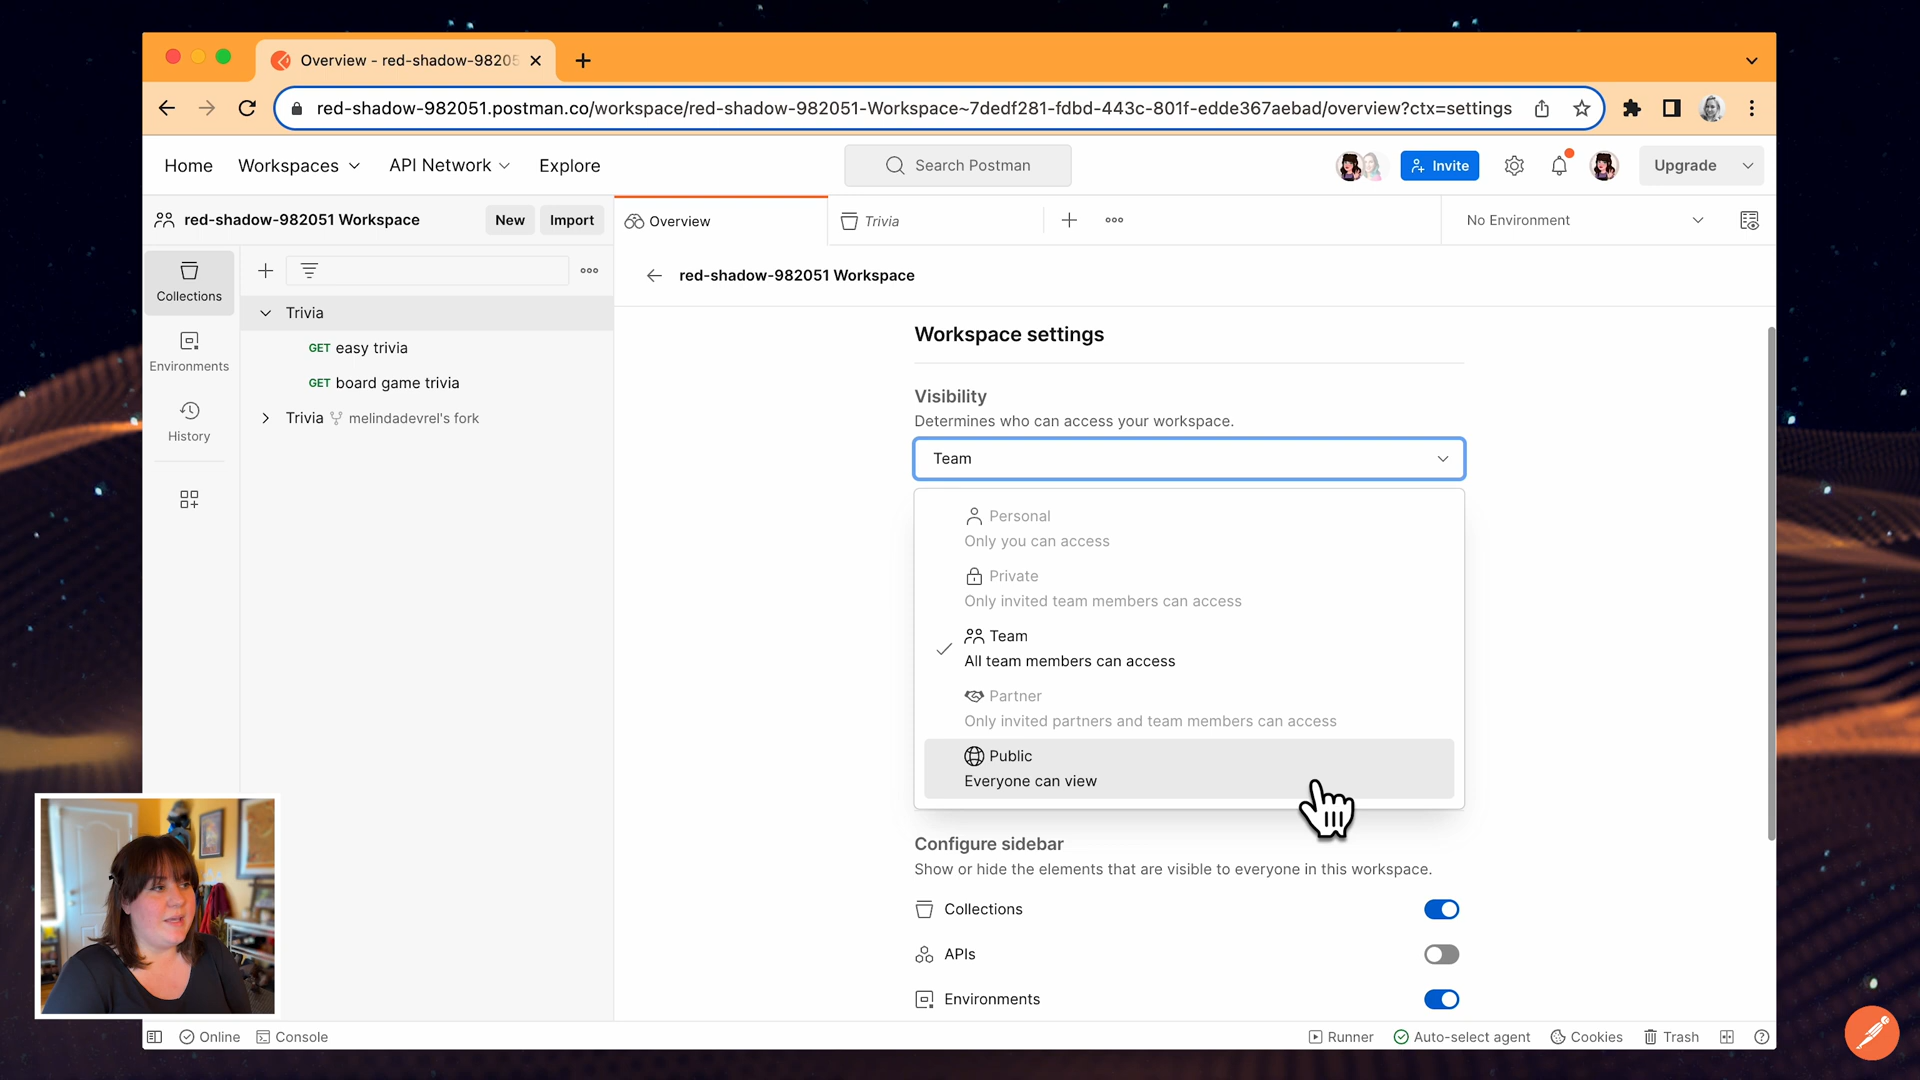 Overview - red-shadow-98205
red-shadow-982051.postman.co/workspace/red-shadow-982051-Workspace~7dedf281-fdbd-443c-801f-edde367aebad/overview?ctx=settings
Home
Workspaces
API Network
Explore
Search Postman
Invite
Upgrade
red-shadow-982051 Workspace
New
Import
Overview
Trivia
No Environment
Collections
Environments
History
Trivia
GET easy trivia
GET board game trivia
Trivia melindadevrel's fork
red-shadow-982051 Workspace
Workspace settings
Visibility
Determines who can access your workspace.
Team
Personal
Only you can access
Private
Only invited team members can access
Team
All team members can access
Partner
Only invited partners and team members can access
Public
Everyone can view
Configure sidebar
Show or hide the elements that are visible to everyone in this workspace.
Collections
APIs
Environments
Online
Console
Runner
Auto-select agent
Cookies
Trash